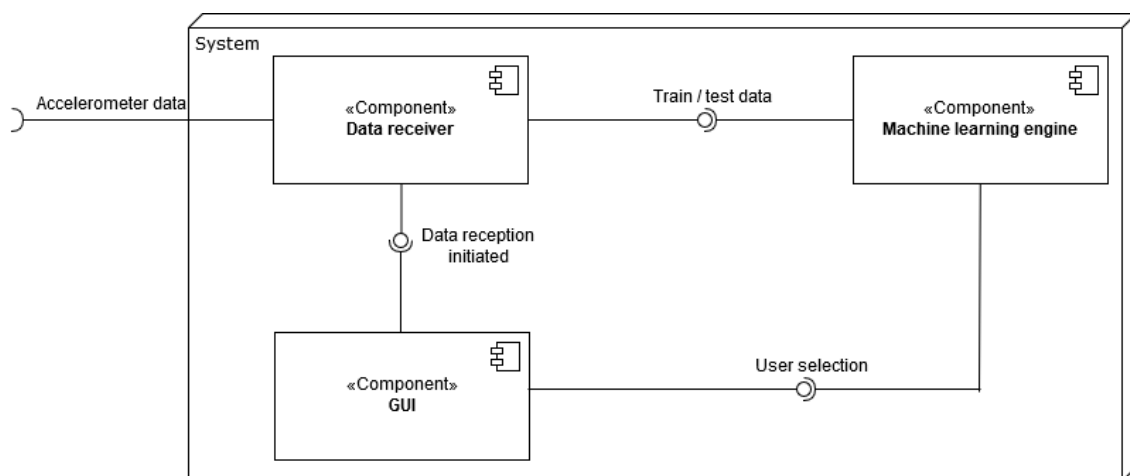 System
Accelerometer data
«Component»
Data receiver
Train / test data
«Component»
Machine learning engine
Data reception
initiated
«Component»
GUI
User selection